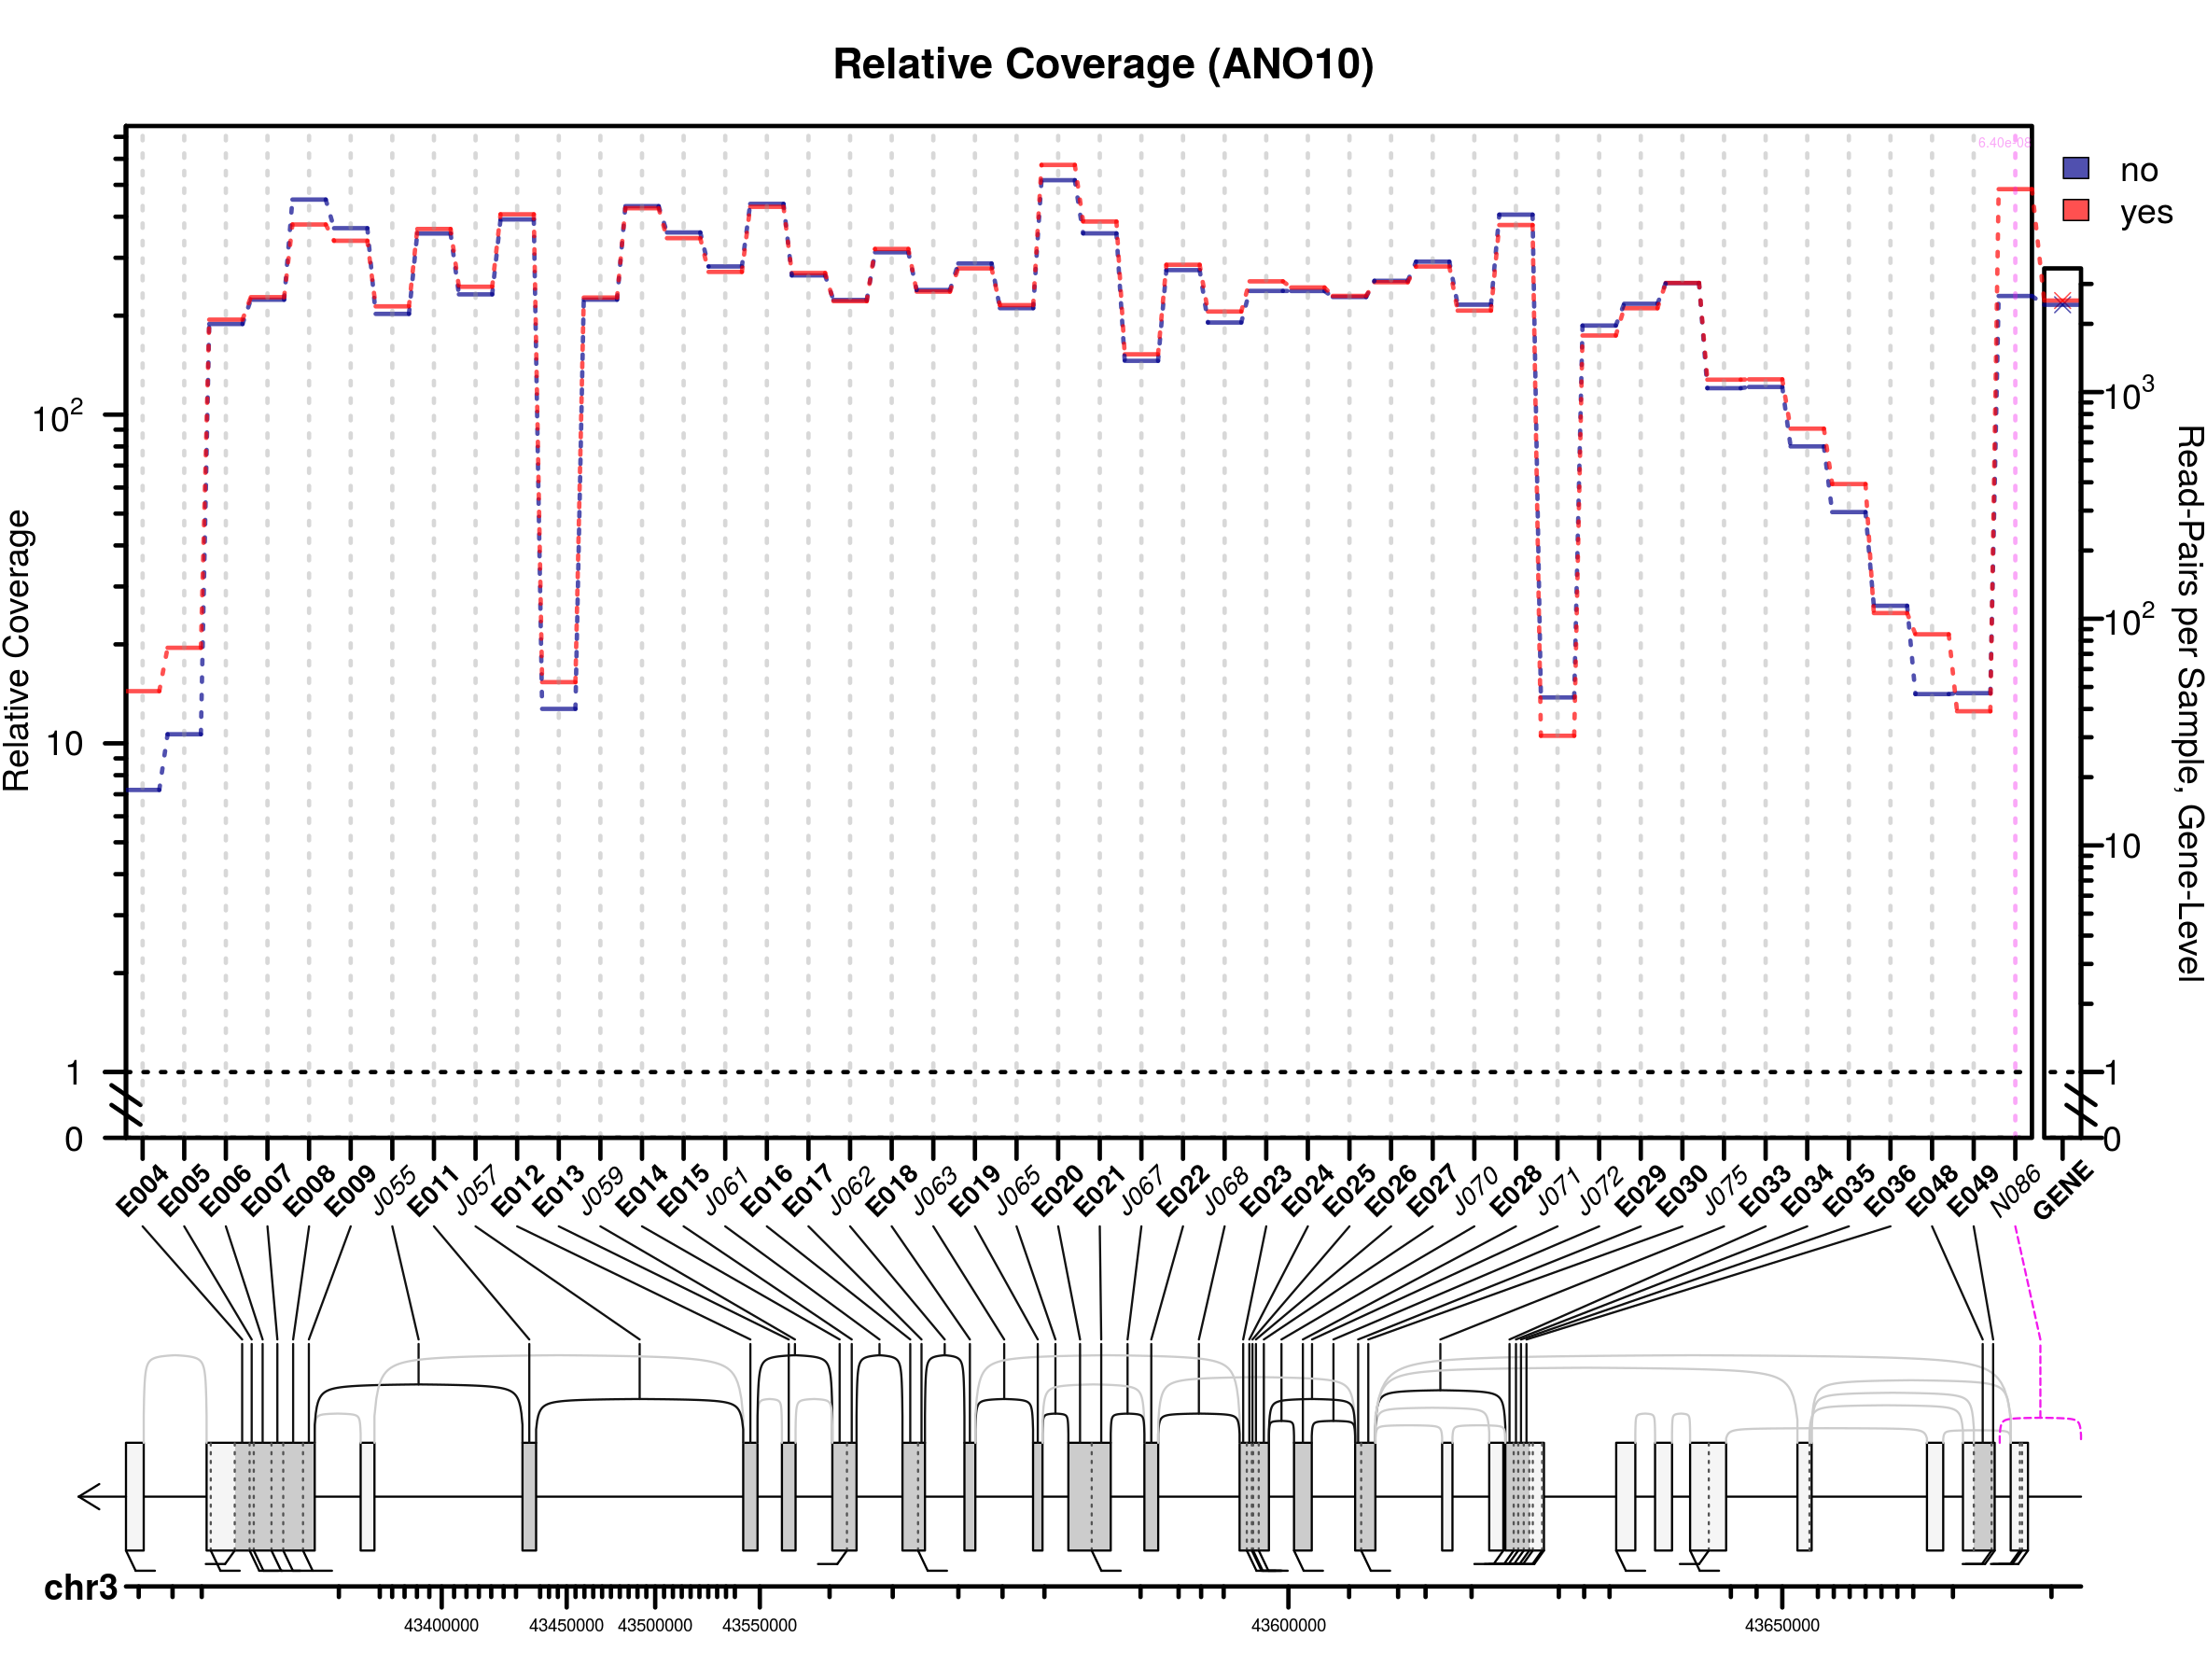 Relative Coverage (ANO10)
6.40e-08
no
yes
Relative Coverage
10²
10
1
0
10³
10²
10
1
0
Read-Pairs per Sample, Gene-Level
E004 E005 E006 E007 E008 E009 J055 E011 J057 E012 E013 J059 E014 E015 J061 E016 E017 J062 E018 J063 E019 J065 E020 E021 J067 E022 J068 E023 E024 E025 E026 E027 J070 E028 J071 J072 E029 E030 J075 E033 E034 E035 E036 E048 E049 N086 GENE
chr3
43400000 43450000 43500000 43550000 43600000 43650000